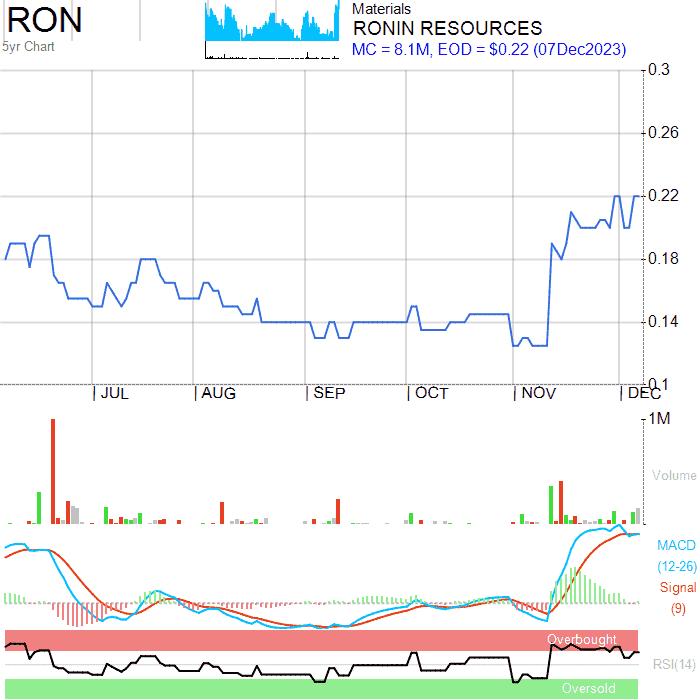 RON
5yr Chart
Materials
RONIN RESOURCES
MC = 8.1M, EOD = $0.22 (07Dec2023)
0.3
0.26
0.22
0.18
0.14
0.1
JUL AUG SEP OCT NOV DEC
1M
Volume
MACD
(12-26)
Signal
(9)
Overbought
RSI(14)
Oversold